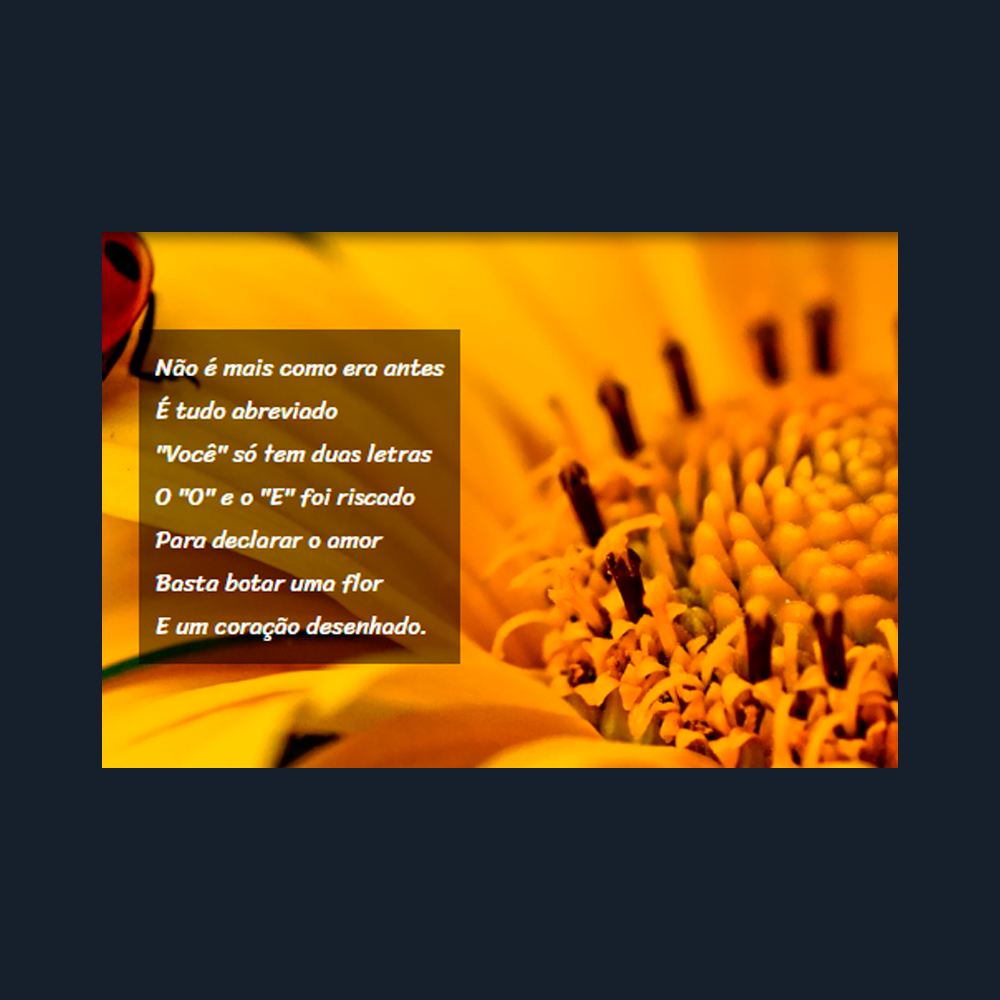 Não é mais como era antes
É tudo abreviado
"Você" só tem duas letras
O "O" e o "E" foi riscado
Para declarar o amor
Basta botar uma flor
E um coração desenhado.